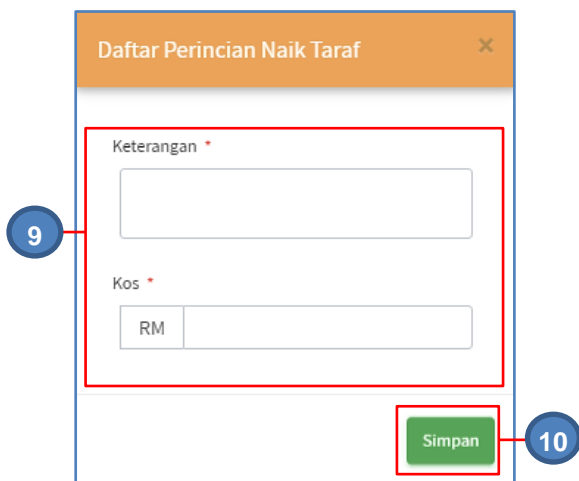 Daftar Perincian Naik Taraf ×
Keterangan *
9
Kos *
RM
Simpan
10